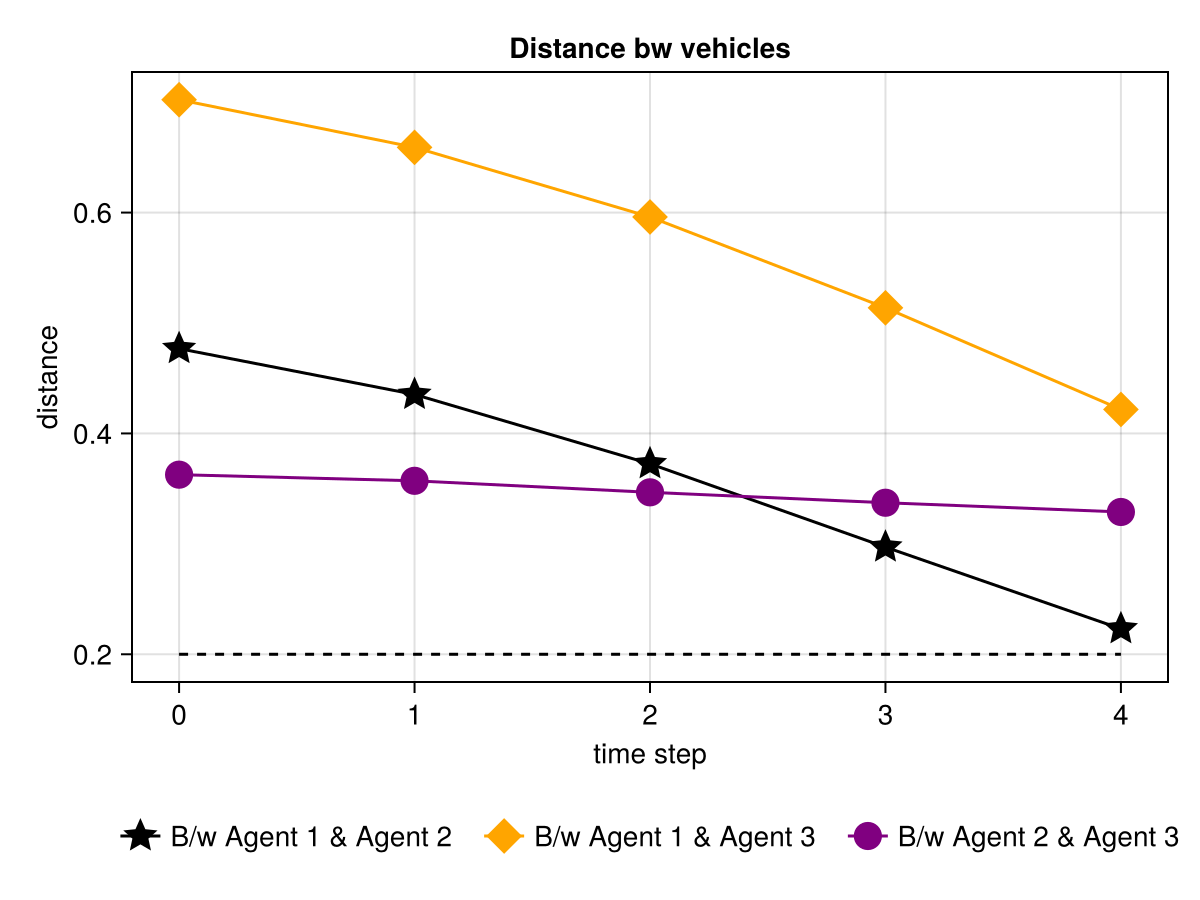 Distance bw vehicles
distance
0.6
0.4
0.2
0 1 2 3 4
time step
B/w Agent 1 & Agent 2 B/w Agent 1 & Agent 3 B/w Agent 2 & Agent 3